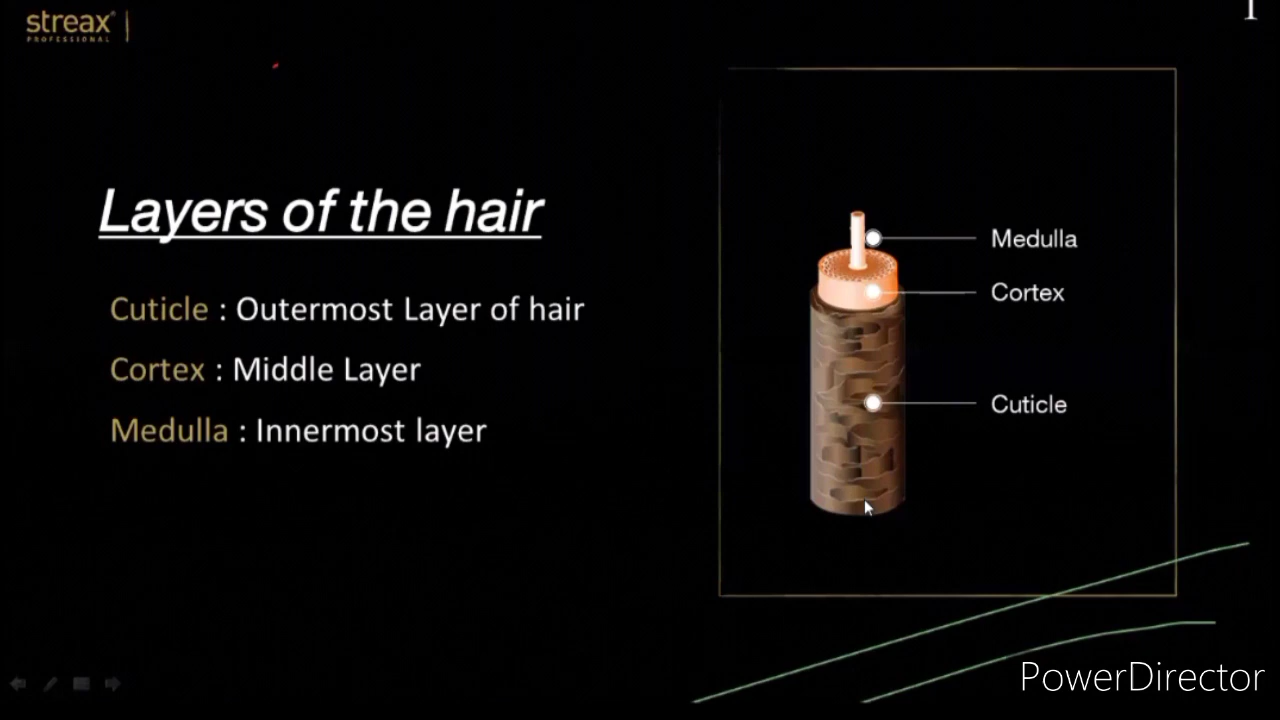 streax®
PROFESSIONAL
1
Layers of the hair
Cuticle : Outermost Layer of hair
Cortex : Middle Layer
Medulla : Innermost layer
Medulla
Cortex
Cuticle
PowerDirector